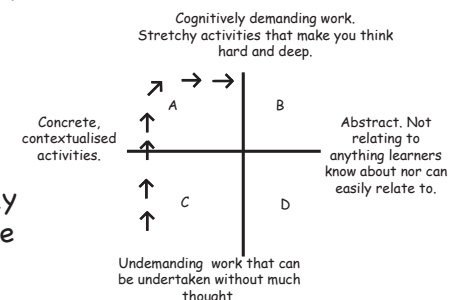 Cognitively demanding work.
Stretchy activities that make you think
hard and deep.
A
B
Concrete,
contextualised
activities.
Abstract. Not
relating to
anything learners
know about nor can
easily relate to.
C
D
Undemanding work that can
be undertaken without much
thought